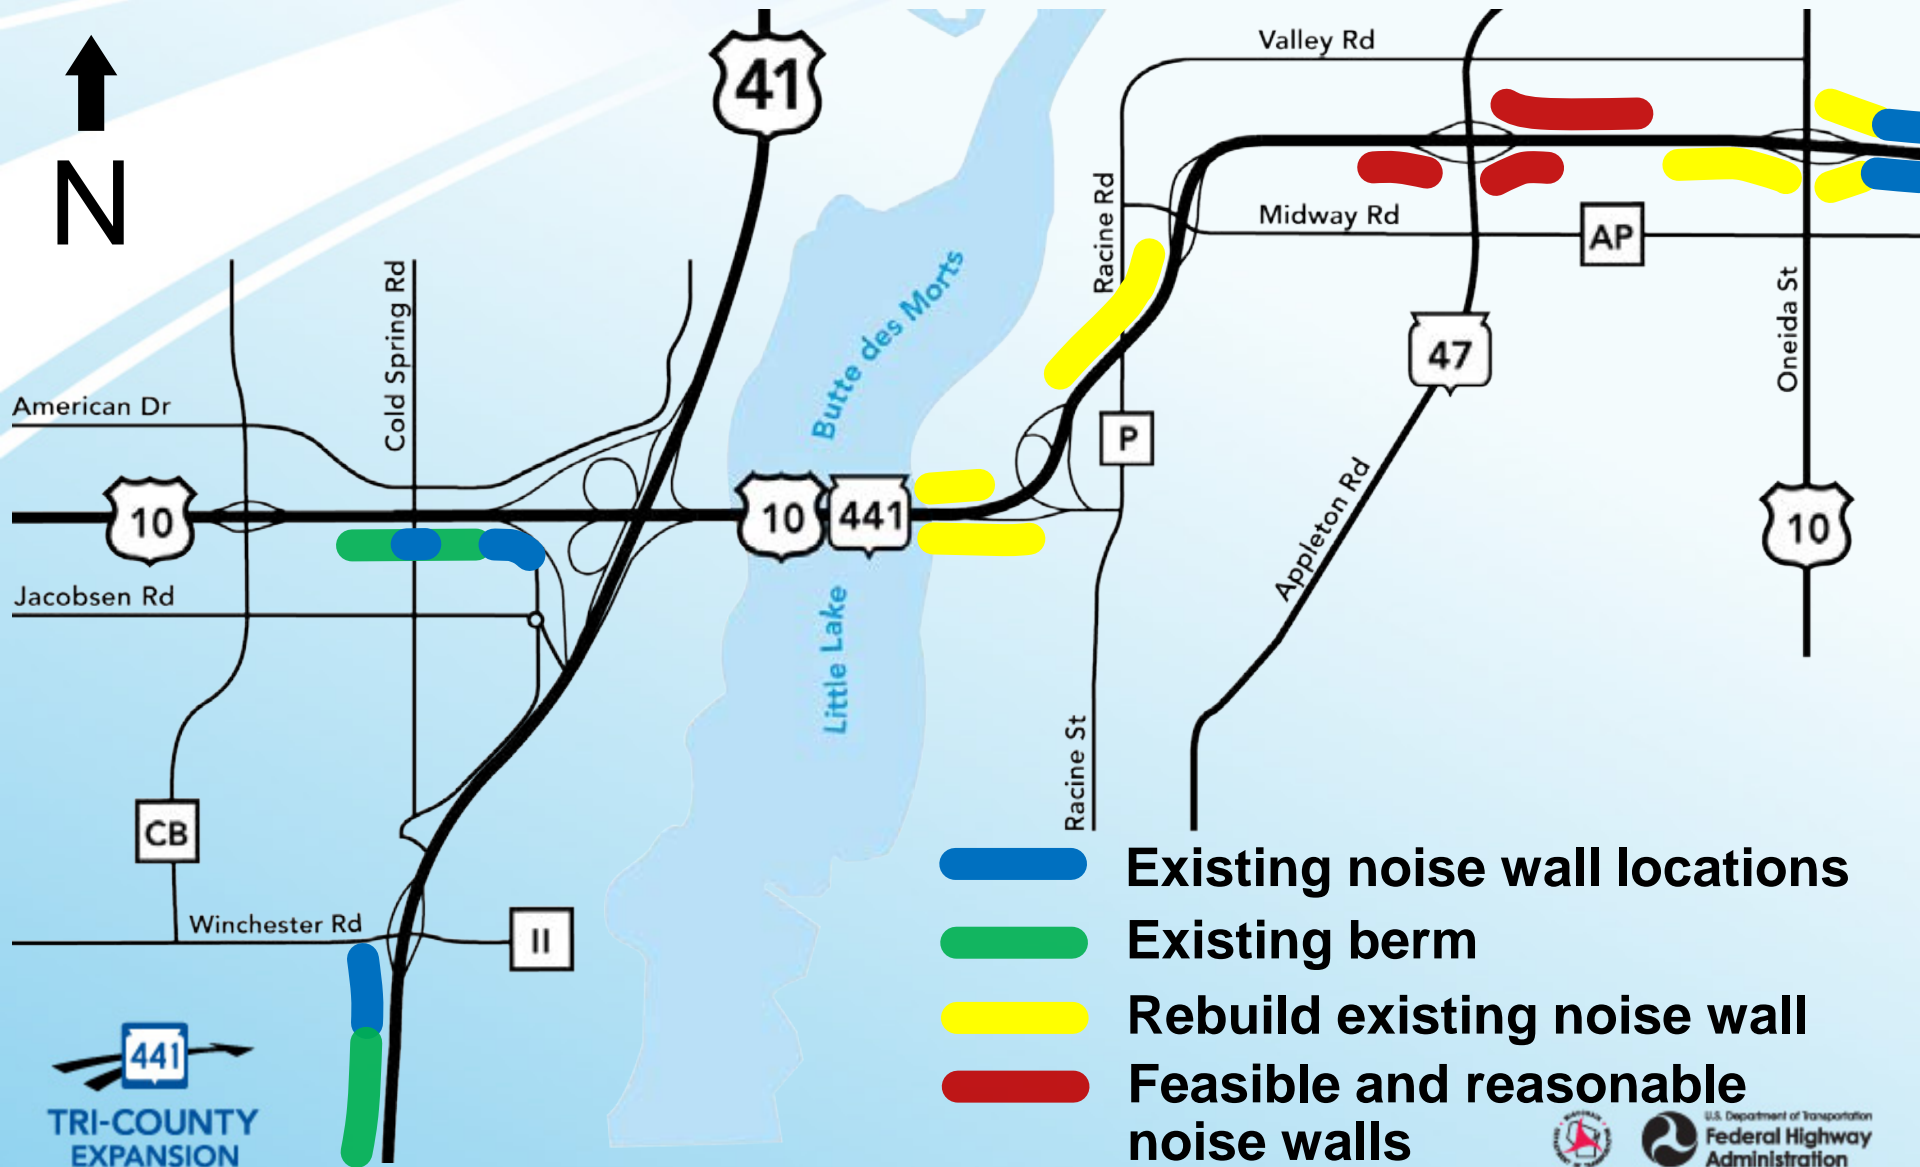 N
41
Valley Rd
Racine Rd
Midway Rd
AP
Oneida St
47
Cold Spring Rd
American Dr
Butte des Morts
P
10
10
441
10
Appleton Rd
Jacobsen Rd
Little Lake
Racine St
CB
Winchester Rd
II
Existing noise wall locations
Existing berm
Rebuild existing noise wall
Feasible and reasonable
noise walls
441
TRI-COUNTY
EXPANSION
U.S. Department of Transportation
Federal Highway
Administration